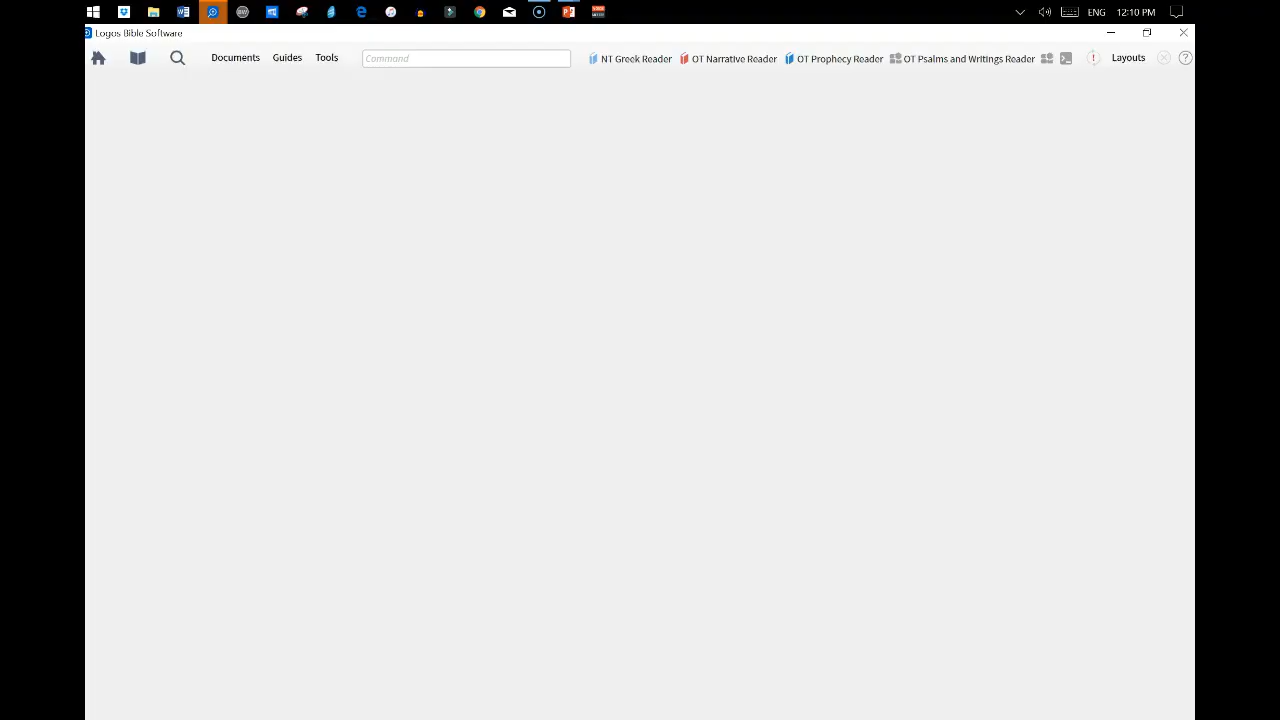 ENG 12:10 PM
Logos Bible Software
Documents Guides Tools Command NT Greek Reader OT Narrative Reader OT Prophecy Reader OT Psalms and Writings Reader Layouts